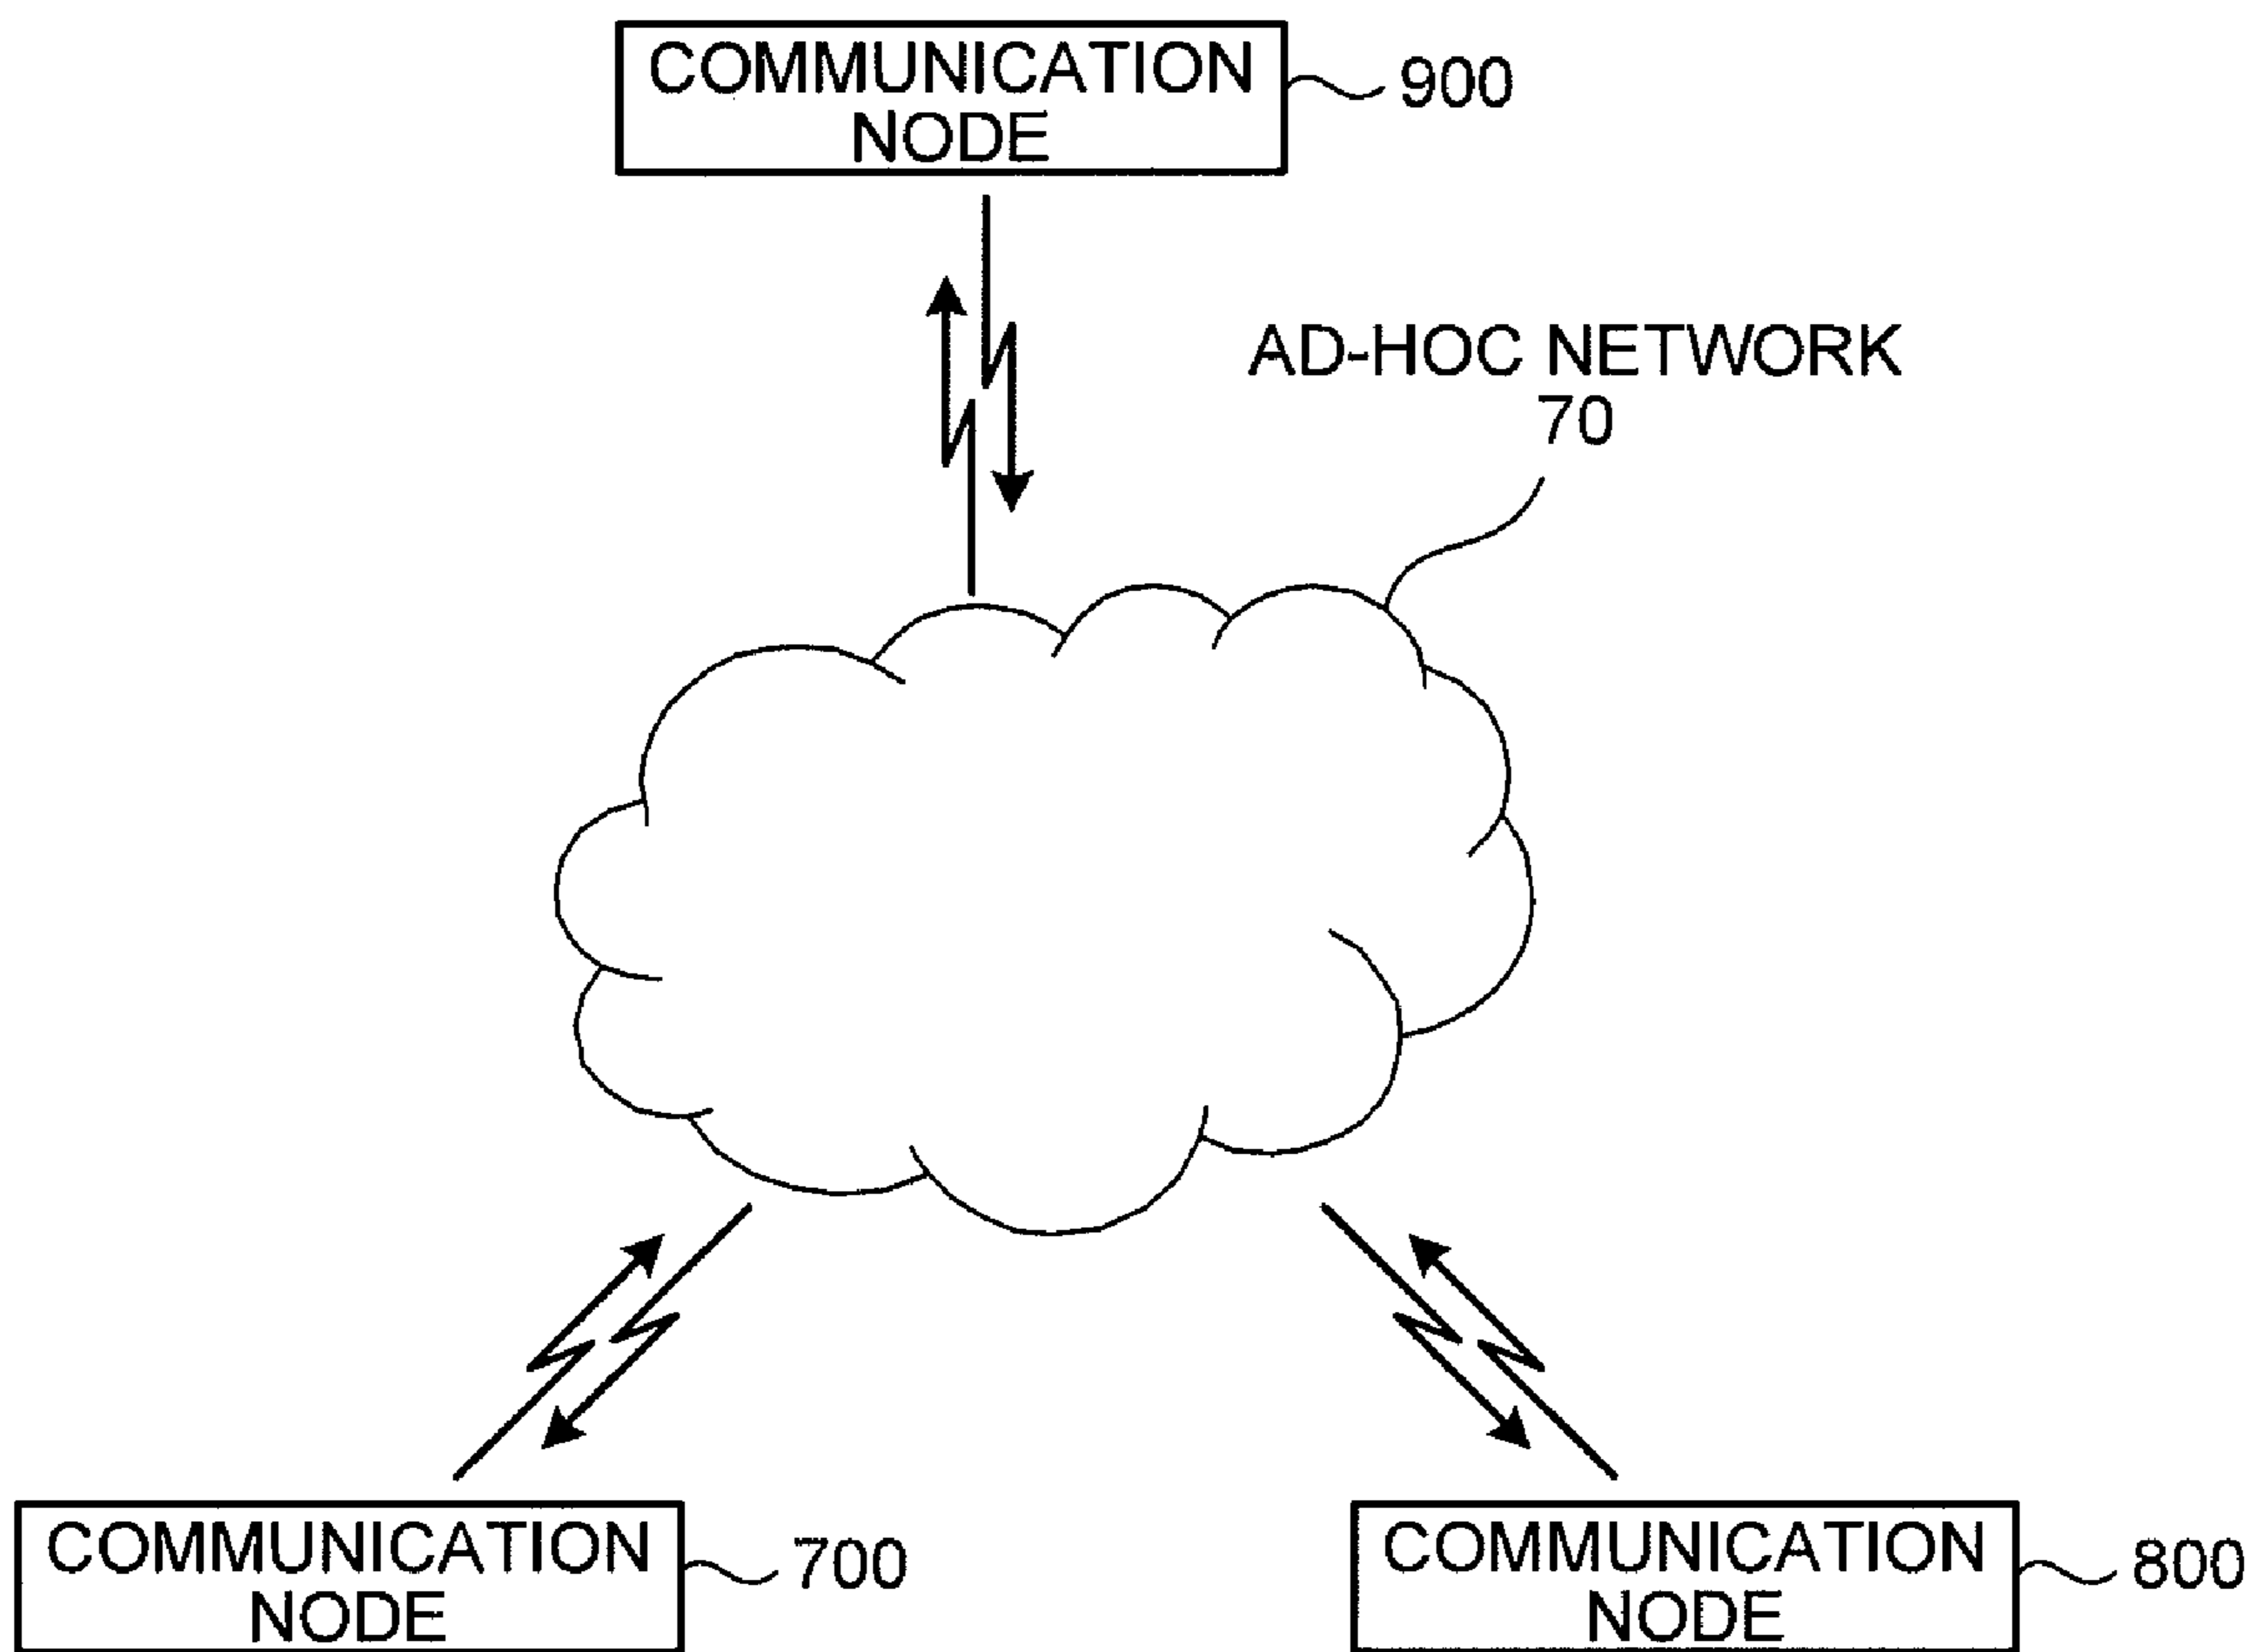 COMMUNICATION
NODE
900
AD-HOC NETWORK
70
COMMUNICATION
NODE
700
COMMUNICATION
NODE
800